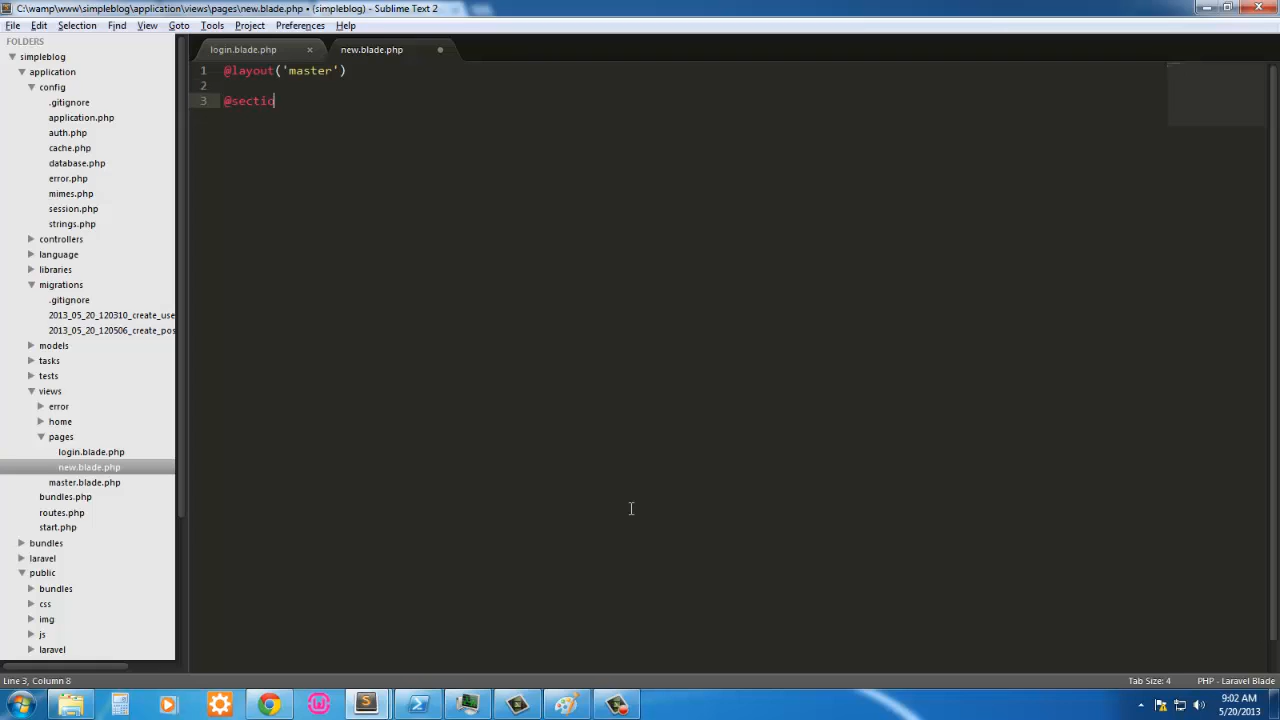 C:\wamp\www\simpleblog\application\views\pages\new.blade.php • (simpleblog) - Sublime Text 2
File Edit Selection Find View Goto Tools Project Preferences Help
FOLDERS
simpleblog
application
config
.gitignore
application.php
auth.php
cache.php
database.php
error.php
mimes.php
session.php
strings.php
controllers
language
libraries
migrations
.gitignore
2013_05_20_120310_create_use
2013_05_20_120506_create_pos
models
tasks
tests
views
error
home
pages
login.blade.php
new.blade.php
master.blade.php
bundles.php
routes.php
start.php
bundles
laravel
public
bundles
css
img
js
laravel
login.blade.php × new.blade.php
1 @layout('master')
2
3 @sectio
Line 3, Column 8 Tab Size: 4 PHP - Laravel Blade
9:02 AM
5/20/2013